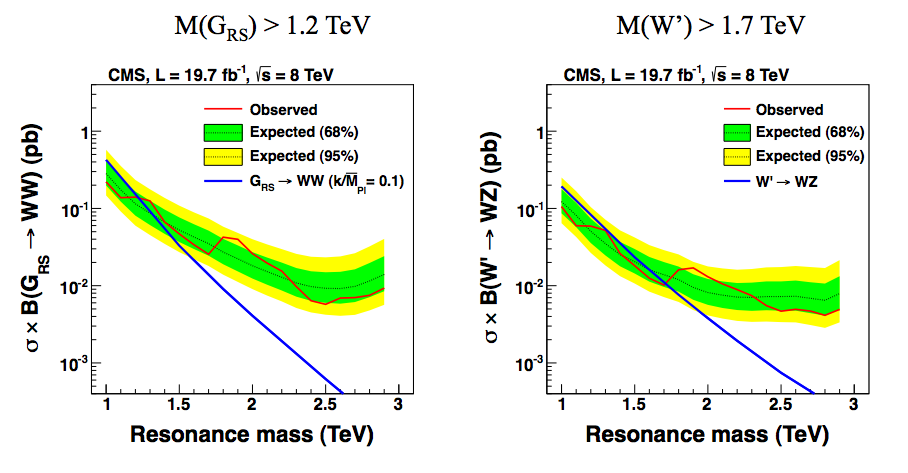 M(G_RS) > 1.2 TeV
CMS, L = 19.7 fb⁻¹, √s = 8 TeV
Observed
Expected (68%)
Expected (95%)
G_RS → WW (k/M̅_Pl = 0.1)
σ × B(G_RS → WW) (pb)
1
10⁻¹
10⁻²
10⁻³
1 1.5 2 2.5 3
Resonance mass (TeV)
M(W’) > 1.7 TeV
CMS, L = 19.7 fb⁻¹, √s = 8 TeV
Observed
Expected (68%)
Expected (95%)
W' → WZ
σ × B(W' → WZ) (pb)
1
10⁻¹
10⁻²
10⁻³
1 1.5 2 2.5 3
Resonance mass (TeV)